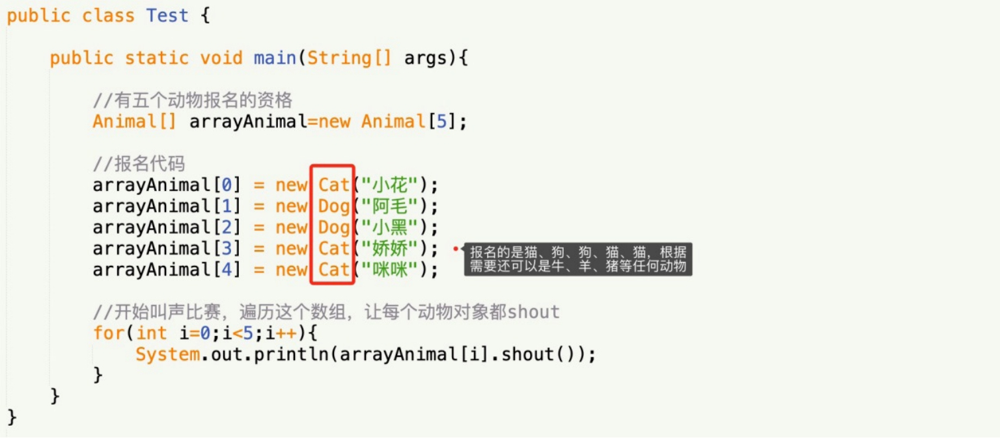 public class Test {
public static void main(String[] args){
//有五个动物报名的资格
Animal[] arrayAnimal=new Animal[5];
//报名代码
arrayAnimal[0] = new Cat("小花");
arrayAnimal[1] = new Dog("阿毛");
arrayAnimal[2] = new Dog("小黑");
arrayAnimal[3] = new Cat("娇娇");
arrayAnimal[4] = new Cat("咪咪");
报名的是猫、狗、狗、猫、猫，根据
需要还可以是牛、羊、猪等任何动物
//开始叫声比赛，遍历这个数组，让每个动物对象都shout
for(int i=0;i<5;i++){
System.out.println(arrayAnimal[i].shout());
}
}
}